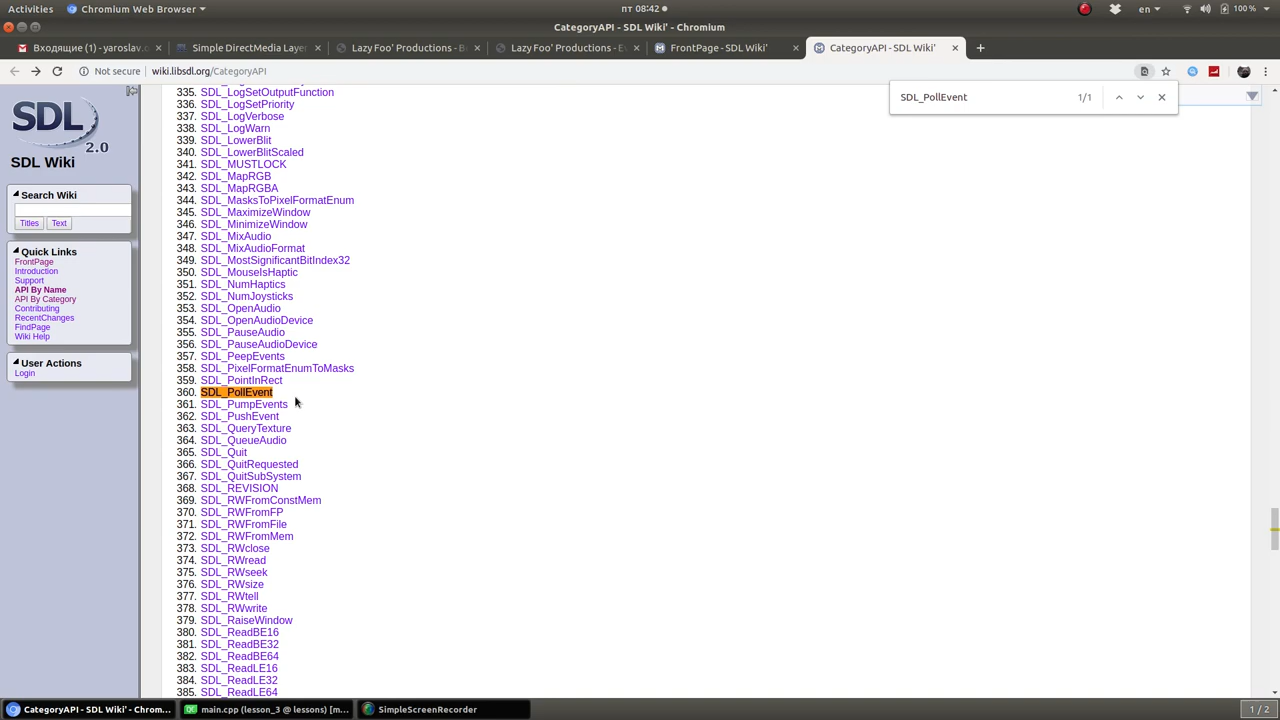 Activities
Chromium Web Browser
пт 08:42
en
100 %
CategoryAPI - SDL Wiki' - Chromium
Входящие (1) - yaroslav.c
Simple DirectMedia Layer
Lazy Foo' Productions - B
Lazy Foo' Productions - Ev
FrontPage - SDL Wiki'
CategoryAPI - SDL Wiki'
Not secure
wiki.libsdl.org/CategoryAPI
SDL_PollEvent
1/1
SDL
2.0
SDL Wiki
Search Wiki
Titles
Text
Quick Links
FrontPage
Introduction
Support
API By Name
API By Category
Contributing
RecentChanges
FindPage
Wiki Help
User Actions
Login
335. SDL_LogSetOutputFunction
336. SDL_LogSetPriority
337. SDL_LogVerbose
338. SDL_LogWarn
339. SDL_LowerBlit
340. SDL_LowerBlitScaled
341. SDL_MUSTLOCK
342. SDL_MapRGB
343. SDL_MapRGBA
344. SDL_MasksToPixelFormatEnum
345. SDL_MaximizeWindow
346. SDL_MinimizeWindow
347. SDL_MixAudio
348. SDL_MixAudioFormat
349. SDL_MostSignificantBitIndex32
350. SDL_MouseIsHaptic
351. SDL_NumHaptics
352. SDL_NumJoysticks
353. SDL_OpenAudio
354. SDL_OpenAudioDevice
355. SDL_PauseAudio
356. SDL_PauseAudioDevice
357. SDL_PeepEvents
358. SDL_PixelFormatEnumToMasks
359. SDL_PointInRect
360. SDL_PollEvent
361. SDL_PumpEvents
362. SDL_PushEvent
363. SDL_QueryTexture
364. SDL_QueueAudio
365. SDL_Quit
366. SDL_QuitRequested
367. SDL_QuitSubSystem
368. SDL_REVISION
369. SDL_RWFromConstMem
370. SDL_RWFromFP
371. SDL_RWFromFile
372. SDL_RWFromMem
373. SDL_RWclose
374. SDL_RWread
375. SDL_RWseek
376. SDL_RWsize
377. SDL_RWtell
378. SDL_RWwrite
379. SDL_RaiseWindow
380. SDL_ReadBE16
381. SDL_ReadBE32
382. SDL_ReadBE64
383. SDL_ReadLE16
384. SDL_ReadLE32
385. SDL_ReadLE64
CategoryAPI - SDL Wiki' - Chrom...
main.cpp (lesson_3 @ lessons) [m...
SimpleScreenRecorder
1 / 2